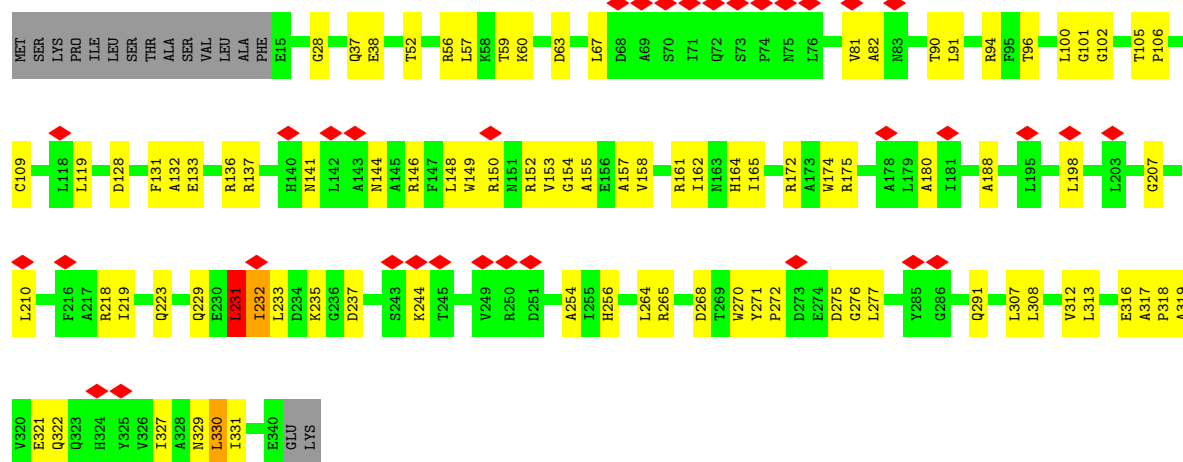 MET SER LYS PRO ILE LEU SER THR ALA SER VAL LEU ALA PHE E15 G28 Q37 E38 T52 R56 L57 K58 T59 K60 D63 L67 D68 A69 S70 I71 Q72 S73 P74 N75 L76 V81 A82 N83 T90 L91 R94 F95 T96 L100 G101 G102 T105 P106
C109 L118 L119 D128 F131 A132 E133 R136 R137 H140 N141 L142 A143 N144 A145 R146 F147 L148 W149 R150 N151 R152 V153 G154 A155 E156 A157 V158 R161 I162 N163 H164 I165 R172 A173 W174 R175 A178 L179 A180 I181 A188 L195 L198 L203 G207
L210 F216 A217 R218 I219 Q223 Q229 E230 L231 I232 L233 D234 K235 G236 D237 S243 K244 T245 V249 R250 D251 A254 I255 H256 L264 R265 D268 T269 W270 Y271 P272 D273 E274 D275 G276 L277 Y285 G286 Q291 L307 L308 V312 L313 E316 A317 P318 A319
V320 E321 Q322 Q323 H324 Y325 V326 I327 A328 N329 L330 I331 E340 GLU LYS